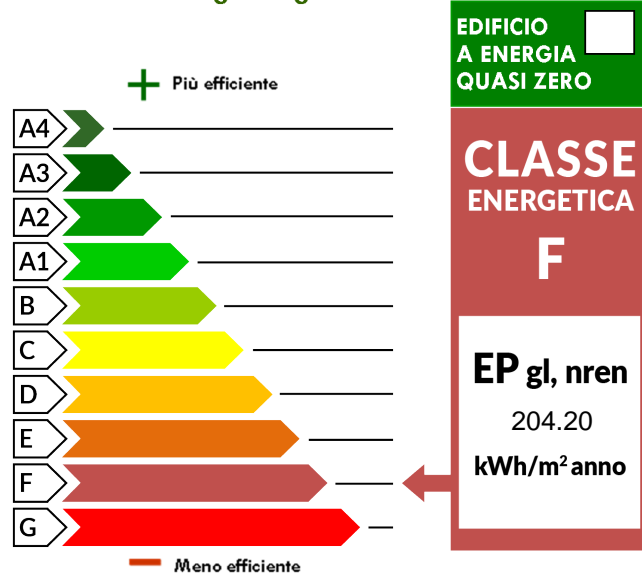 EDIFICIO
A ENERGIA
QUASI ZERO
Più efficiente
A4
A3
A2
A1
B
C
D
E
F
G
Meno efficiente
CLASSE
ENERGETICA
F
EP gl, nren
204.20
kWh/m² anno